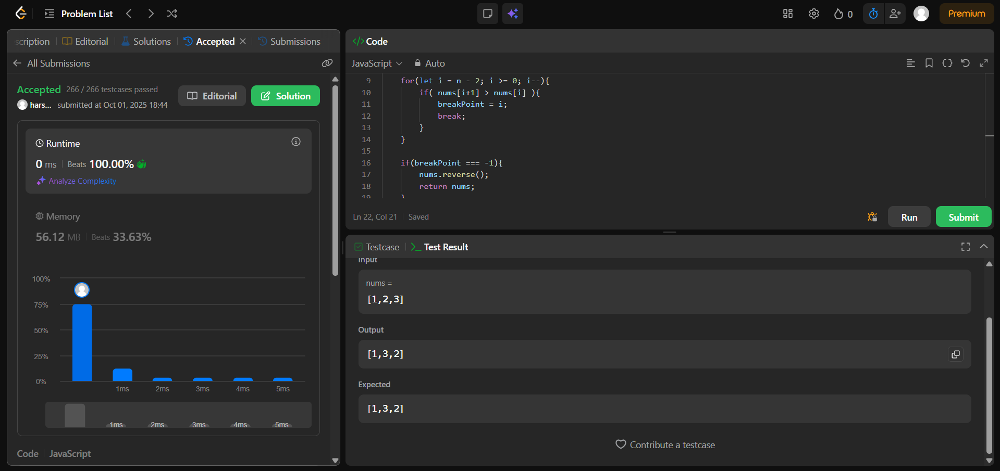 Problem List
0
Premium
scription
Editorial
Solutions
Accepted
Submissions
All Submissions
Accepted 266 / 266 testcases passed
hars... submitted at Oct 01, 2025 18:44
Editorial
Solution
Runtime
0 ms Beats 100.00%
Analyze Complexity
Memory
56.12 MB Beats 33.63%
100%
75%
50%
25%
0%
1ms 2ms 3ms 4ms 5ms
1ms 2ms 3ms 4ms 5ms
Code JavaScript
</> Code
JavaScript Auto
9 for(let i = n - 2; i >= 0; i--){
10 if( nums[i+1] > nums[i] ){
11 breakPoint = i;
12 break;
13 }
14 }
15
16 if(breakPoint === -1){
17 nums.reverse();
18 return nums;
19 }
Ln 22, Col 21 Saved
Run
Submit
Testcase
Test Result
Input
nums =
[1,2,3]
Output
[1,3,2]
Expected
[1,3,2]
Contribute a testcase